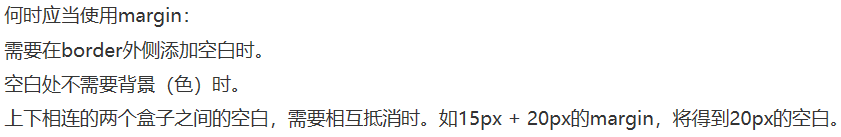 何时应当使用margin：
需要在border外侧添加空白时。
空白处不需要背景（色）时。
上下相连的两个盒子之间的空白，需要相互抵消时。如15px + 20px的margin，将得到20px的空白。